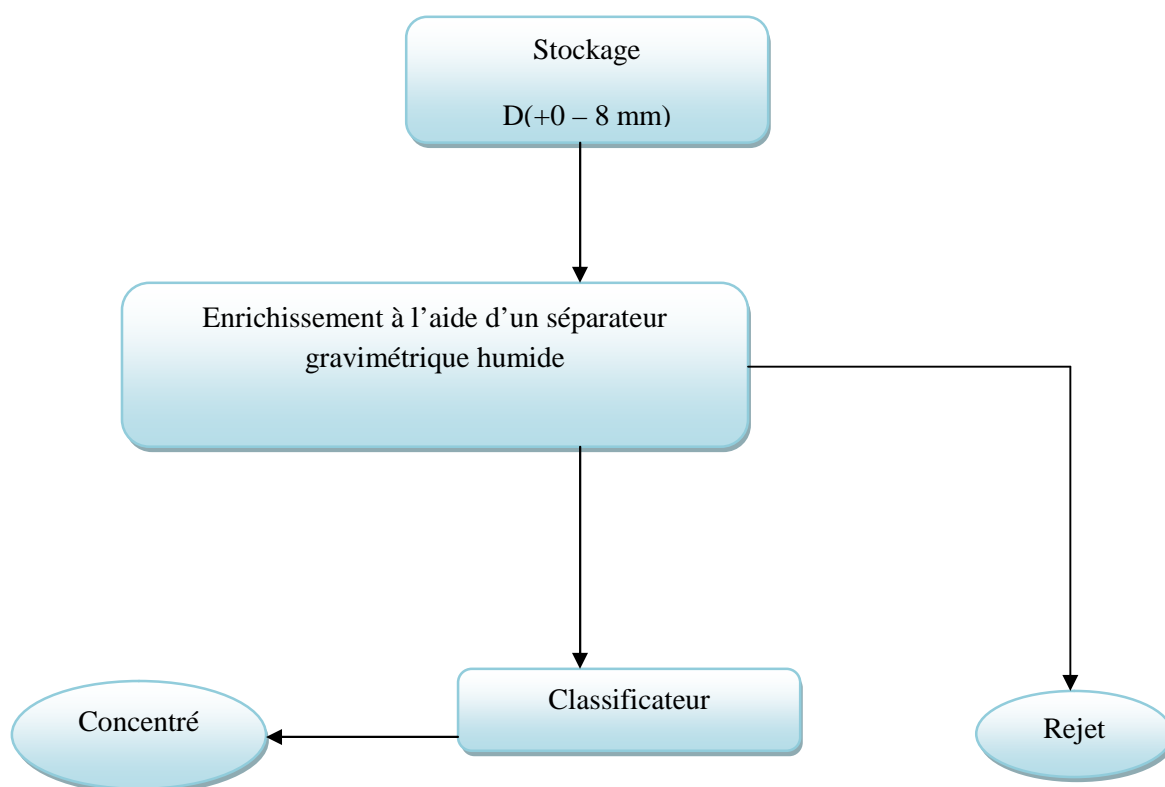 Stockage
D(+0 – 8 mm)
Enrichissement à l’aide d’un séparateur
gravimétrique humide
Classificateur
Concentré
Rejet